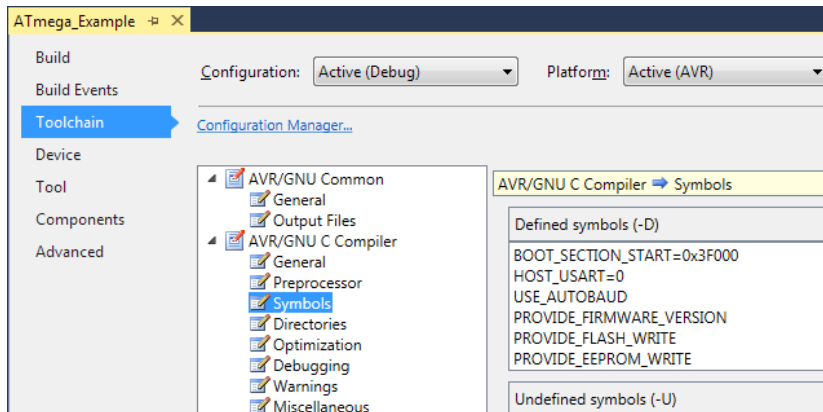 ATmega_Example
Build
Build Events
Toolchain
Device
Tool
Components
Advanced
Configuration: Active (Debug) Platform: Active (AVR)
Configuration Manager...
AVR/GNU Common
General
Output Files
AVR/GNU C Compiler
General
Preprocessor
Symbols
Directories
Optimization
Debugging
Warnings
Miscellaneous
AVR/GNU C Compiler ➡ Symbols
Defined symbols (-D)
BOOT_SECTION_START=0x3F000
HOST_USART=0
USE_AUTOBAUD
PROVIDE_FIRMWARE_VERSION
PROVIDE_FLASH_WRITE
PROVIDE_EEPROM_WRITE
Undefined symbols (-U)